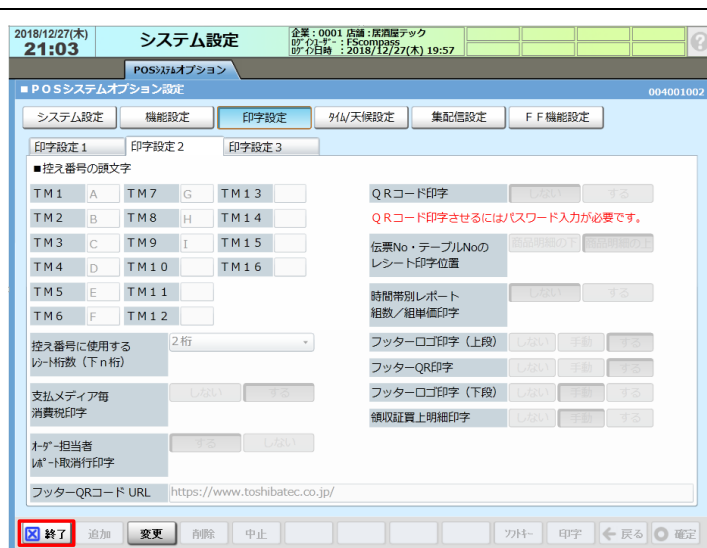 2018/12/27(木)
21:03
システム設定
企業：0001 店舗：居酒屋テック
ﾛｸﾞｲﾝﾕｰｻﾞｰ：FScompass
ﾛｸﾞｲﾝ日時 ：2018/12/27(木) 19:57
POSｼｽﾃﾑオプション
■ＰＯＳシステムオプション設定
004001002
システム設定
機能設定
印字設定
ﾀｲﾑ/天候設定
集配信設定
ＦＦ機能設定
印字設定１
印字設定２
印字設定３
■控え番号の頭文字
ＴＭ１ A ＴＭ７ G ＴＭ１３
ＴＭ２ B ＴＭ８ H ＴＭ１４
ＴＭ３ C ＴＭ９ I ＴＭ１５
ＴＭ４ D ＴＭ１０ ＴＭ１６
ＴＭ５ E ＴＭ１１
ＴＭ６ F ＴＭ１２
控え番号に使用する
ﾚｼｰﾄ桁数（下ｎ桁）
2桁
支払メディア毎
消費税印字
しない する
ｵｰﾀﾞｰ担当者
ﾚﾎﾟｰﾄ取消行印字
する しない
ＱＲコード印字 しない する
ＱＲコード印字させるにはパスワード入力が必要です。
伝票No・テーブルNoの
レシート印字位置
商品明細の下 商品明細の上
時間帯別レポート
組数／組単価印字
しない する
フッターロゴ印字（上段） しない 手動 する
フッターQR印字 しない 手動 する
フッターロゴ印字（下段） しない 手動 する
領収証買上明細印字 しない 手動 する
フッターQRコード URL https://www.toshibatec.co.jp/
終了 追加 変更 削除 中止 ｿﾌﾄｷｰ 印字 戻る 確定